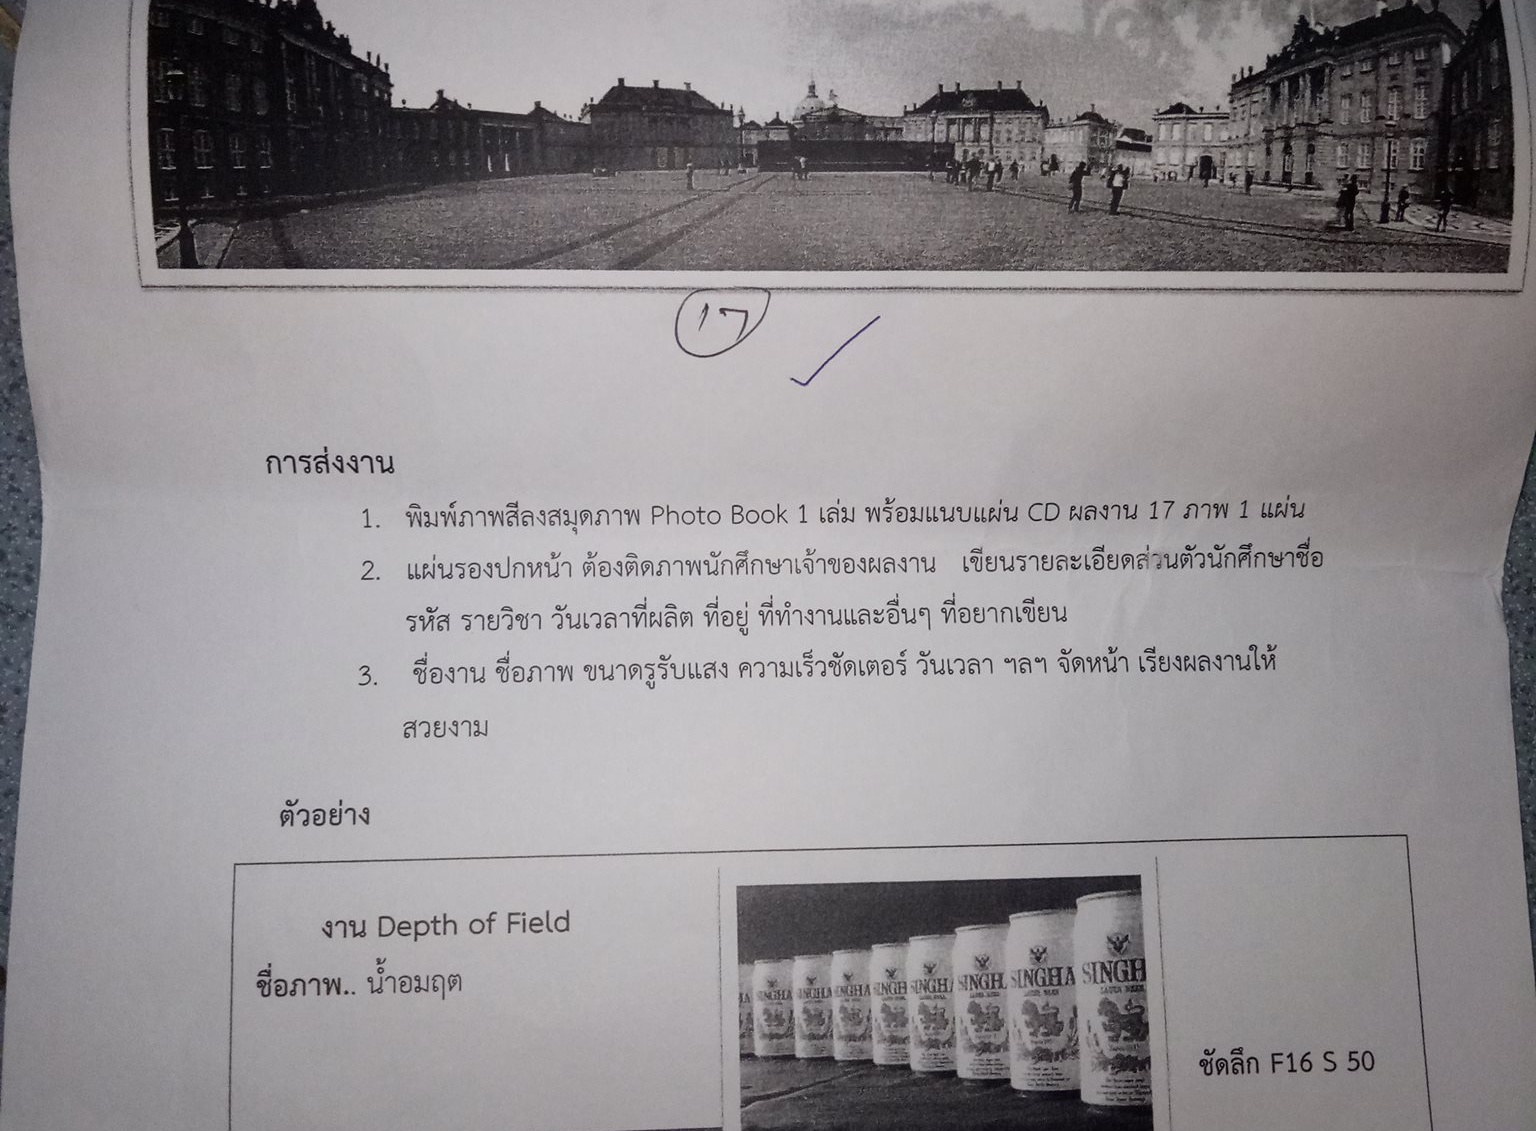 17
การส่งงาน
1. พิมพ์ภาพสีลงสมุดภาพ Photo Book 1 เล่ม พร้อมแนบแผ่น CD ผลงาน 17 ภาพ 1 แผ่น
2. แผ่นรองปกหน้า ต้องติดภาพนักศึกษาเจ้าของผลงาน เขียนรายละเอียดส่วนตัวนักศึกษาชื่อ
รหัส รายวิชา วันเวลาที่ผลิต ที่อยู่ ที่ทำงานและอื่นๆ ที่อยากเขียน
3. ชื่องาน ชื่อภาพ ขนาดรูรับแสง ความเร็วชัตเตอร์ วันเวลา ฯลฯ จัดหน้า เรียงผลงานให้
สวยงาม
ตัวอย่าง
งาน Depth of Field
ชื่อภาพ.. น้ำอมฤต
SINGHA SINGHA SINGHA SINGH SINGHA SINGH SINGHA SINGH
ชัดลึก F16 S 50